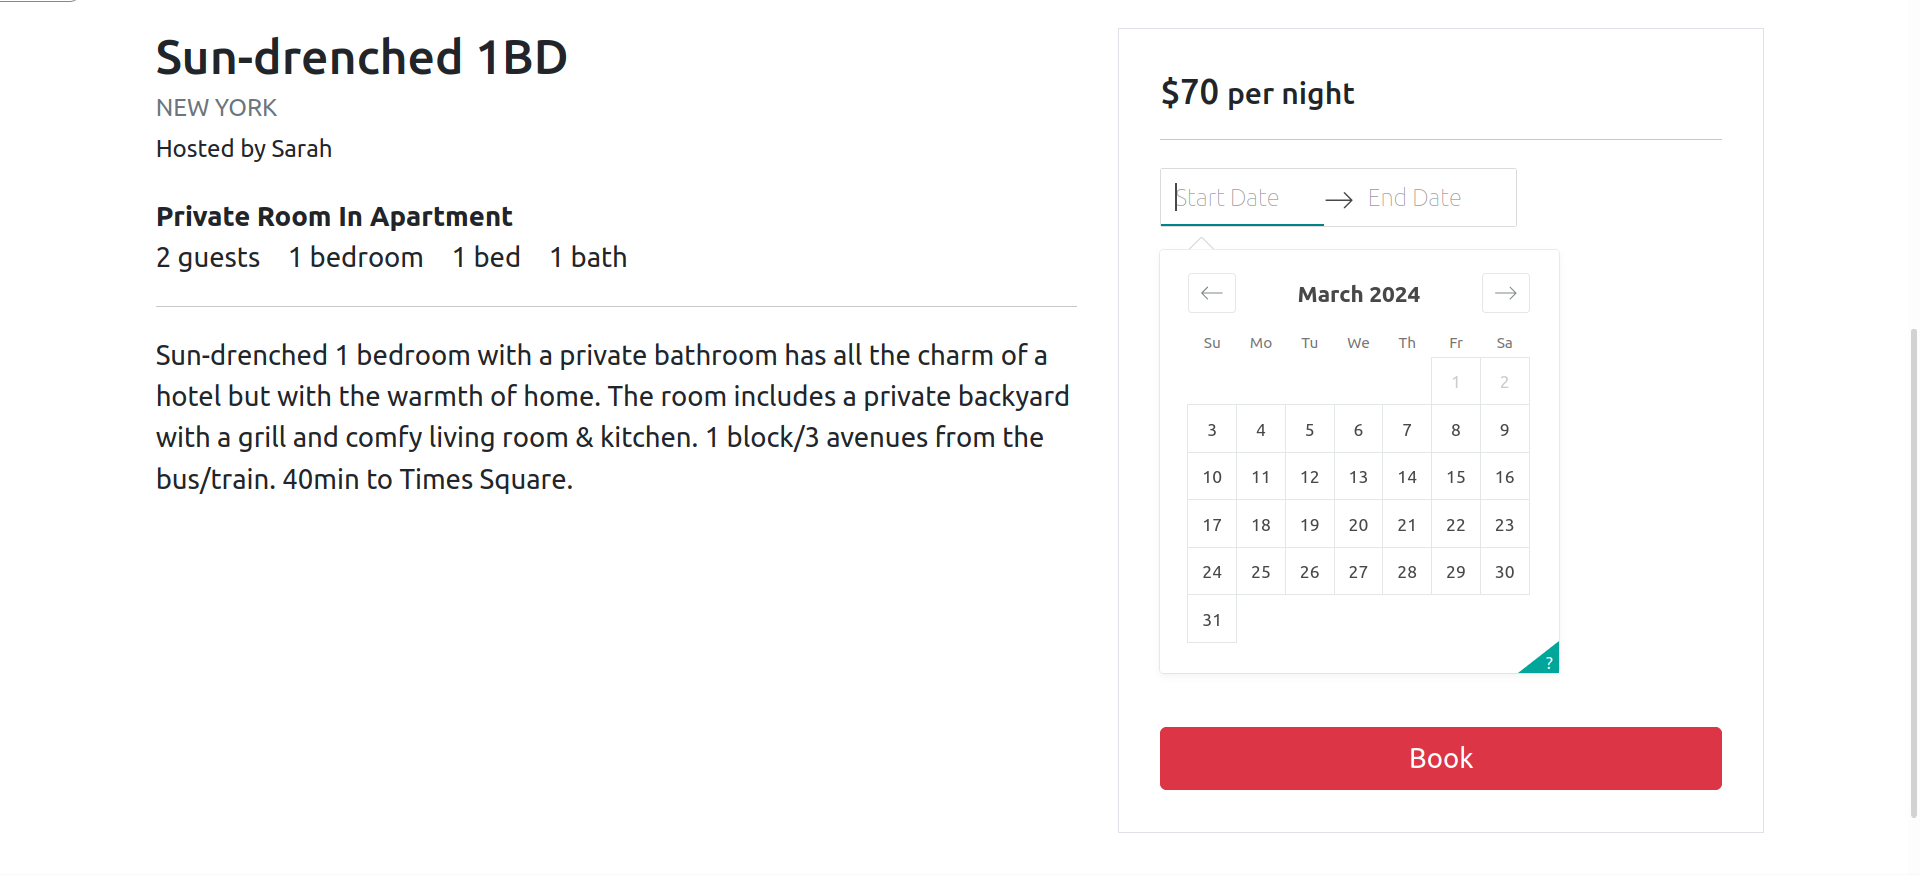 Sun-drenched 1BD
NEW YORK
Hosted by Sarah
Private Room In Apartment
2 guests 1 bedroom 1 bed 1 bath
Sun-drenched 1 bedroom with a private bathroom has all the charm of a
hotel but with the warmth of home. The room includes a private backyard
with a grill and comfy living room & kitchen. 1 block/3 avenues from the
bus/train. 40min to Times Square.
$70 per night
Start Date → End Date
← March 2024 →
Su Mo Tu We Th Fr Sa
1 2
3 4 5 6 7 8 9
10 11 12 13 14 15 16
17 18 19 20 21 22 23
24 25 26 27 28 29 30
31
?
Book